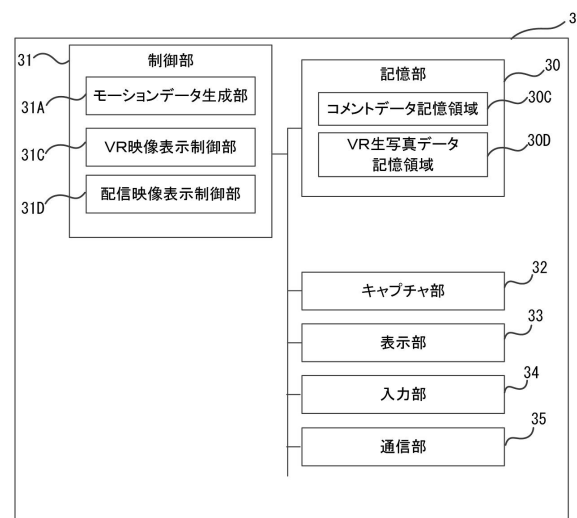 3
31
制御部
31A
モーションデータ生成部
31C
VR映像表示制御部
31D
配信映像表示制御部
記憶部
30
コメントデータ記憶領域
30C
VR生写真データ
記憶領域
30D
キャプチャ部
32
表示部
33
入力部
34
通信部
35